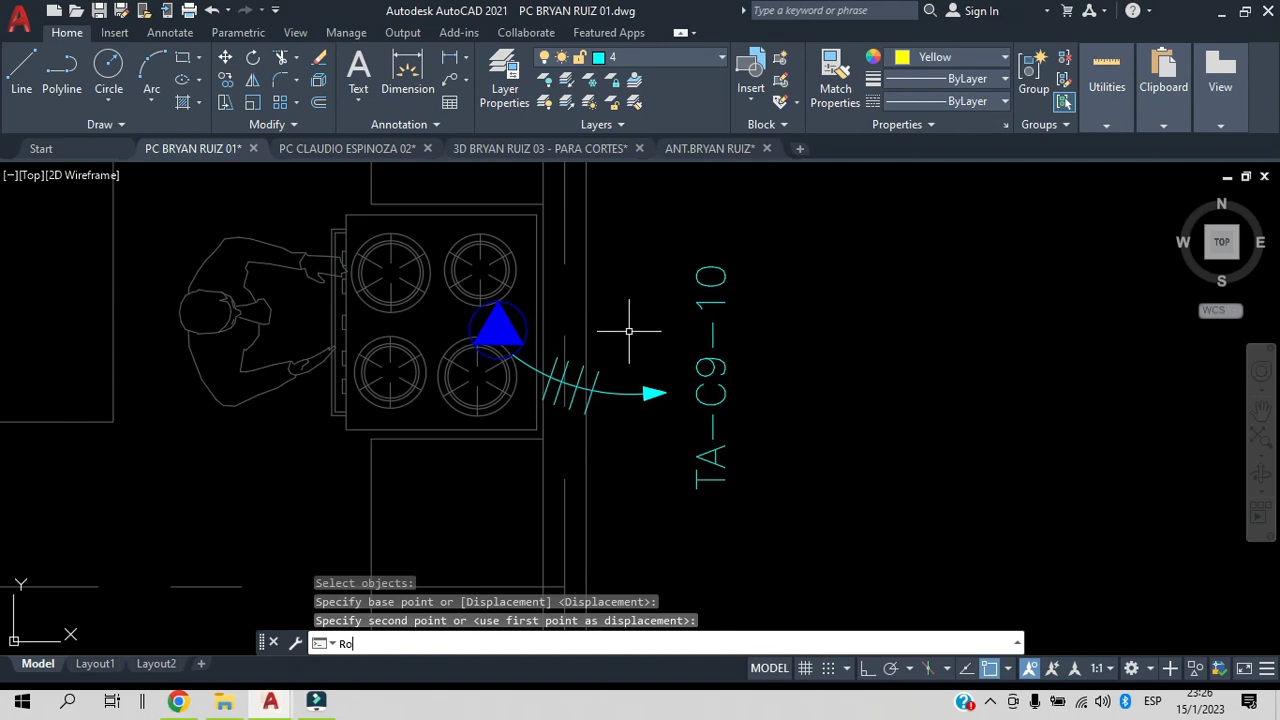 Autodesk AutoCAD 2021 PC BRYAN RUIZ 01.dwg
Type a keyword or phrase
Sign In
Home Insert Annotate Parametric View Manage Output Add-ins Collaborate Featured Apps
Line Polyline Circle Arc
Text Dimension
Layer Properties
4
Insert
Match Properties
Yellow
ByLayer
ByLayer
Group
Utilities
Clipboard
View
Draw Modify Annotation Layers Block Properties Groups
Start PC BRYAN RUIZ 01* PC CLAUDIO ESPINOZA 02* 3D BRYAN RUIZ 03 - PARA CORTES* ANT.BRYAN RUIZ*
[−][Top][2D Wireframe]
N
W TOP E
S
WCS
TA-C9-10
Select objects:
Specify base point or [Displacement] <Displacement>:
Specify second point or <use first point as displacement>:
Y
X
Ro
Model Layout1 Layout2
MODEL 1:1
ESP
23:26
15/1/2023